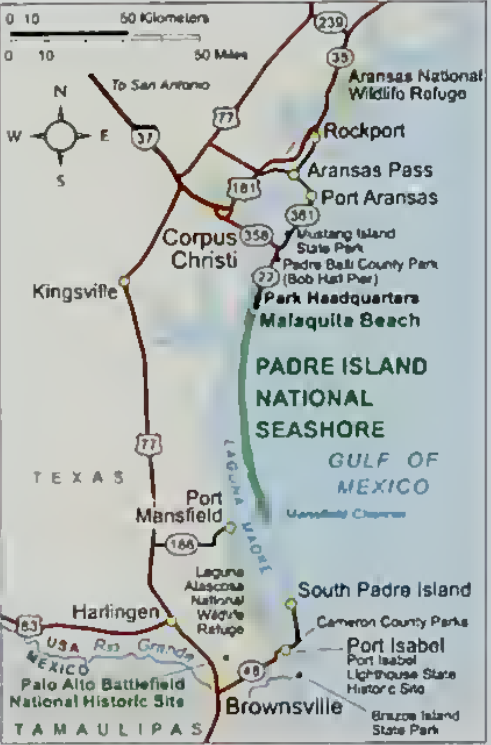 0 10 50 Kilometers
0 10 50 Miles
To San Antonio
N
W E
S
239
35
77
37
Aransas National
Wildlife Refuge
Rockport
Aransas Pass
181
Port Aransas
361
Corpus
Christi
358
Mustang Island
State Park
Padre Balli County Park
(Bob Hall Pier)
22
Kingsville
Park Headquarters
Malaquite Beach
PADRE ISLAND
NATIONAL
SEASHORE
77
GULF OF
MEXICO
TEXAS
LAGUNA MADRE
Port
Mansfield
Mansfield Channel
186
Laguna
Atascosa
National
Wildlife
Refuge
South Padre Island
Harlingen
Cameron County Parks
83
USA
MEXICO
Rio Grande
Port Isabel
Port Isabel
Lighthouse State
Historic Site
48
Palo Alto Battlefield
National Historic Site
Brownsville
Brazos Island
State Park
TAMAULIPAS